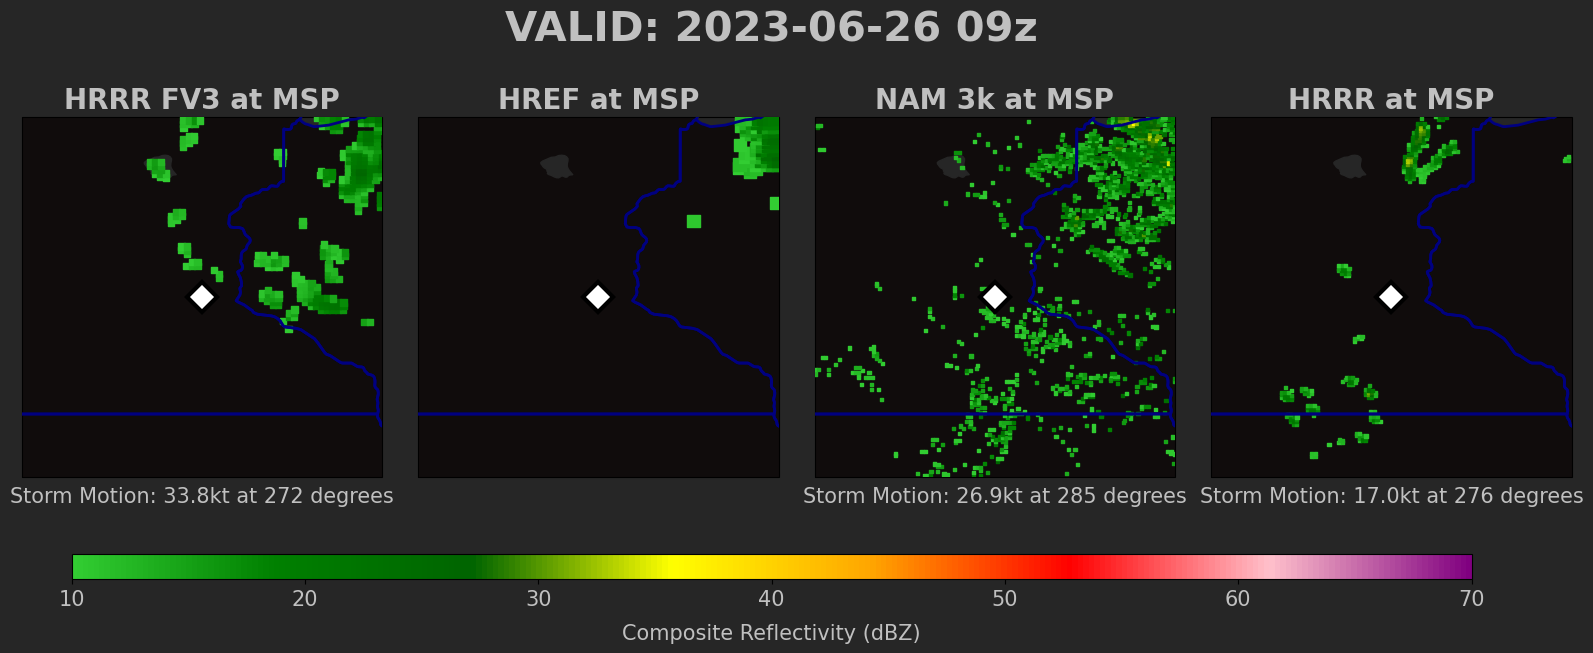 VALID: 2023-06-26 09z
HRRR FV3 at MSP
HREF at MSP
NAM 3k at MSP
HRRR at MSP
Storm Motion: 33.8kt at 272 degrees
Storm Motion: 26.9kt at 285 degrees
Storm Motion: 17.0kt at 276 degrees
10 20 30 40 50 60 70
Composite Reflectivity (dBZ)